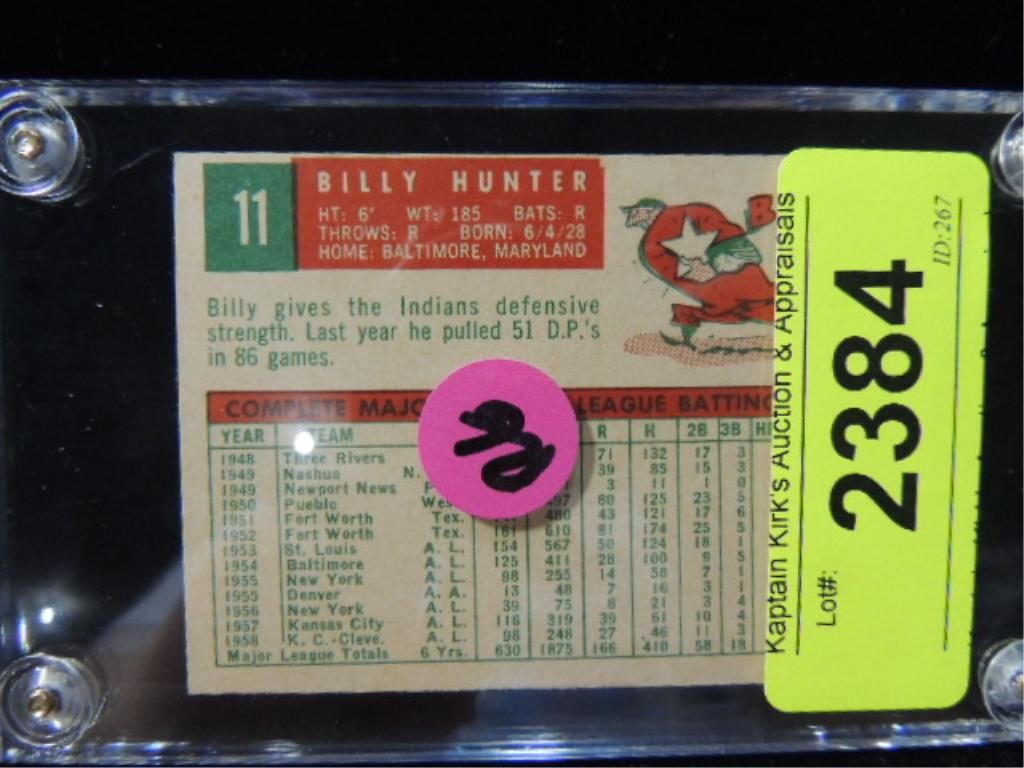 11
BILLY HUNTER
HT: 6' WT: 185 BATS: R
THROWS: R BORN: 6/4/28
HOME: BALTIMORE, MARYLAND
Billy gives the Indians defensive
strength. Last year he pulled 51 D.P.'s
in 86 games.
COMPLETE MAJO LEAGUE BATTING
YEAR TEAM R H 2B 3B
1948 Three Rivers 71 132 17 3
1949 Nashua N. 39 85 15 3
1949 Newport News 3 11 1 0
1950 Pueblo Wes 497 80 125 23 5
1951 Fort Worth Tex. 480 43 121 17 6
1952 Fort Worth Tex. 161 610 81 174 25 5
1953 St. Louis A. L. 154 567 50 124 18 1
1954 Baltimore A. L. 125 411 28 100 9 5
1955 New York A. L. 98 255 14 58 7 1
1955 Denver A. A. 13 48 7 16 3 1
1956 New York A. L. 39 75 8 21 3 4
1957 Kansas City A. L. 116 319 39 61 10 4
1958 K. C.-Cleve. A. L. 98 248 27 46 11 3
Major League Totals 6 Yrs. 630 1875 166 410 58 18
Kaptain Kirk's Auction & Appraisals
Lot#:
2384
ID:267